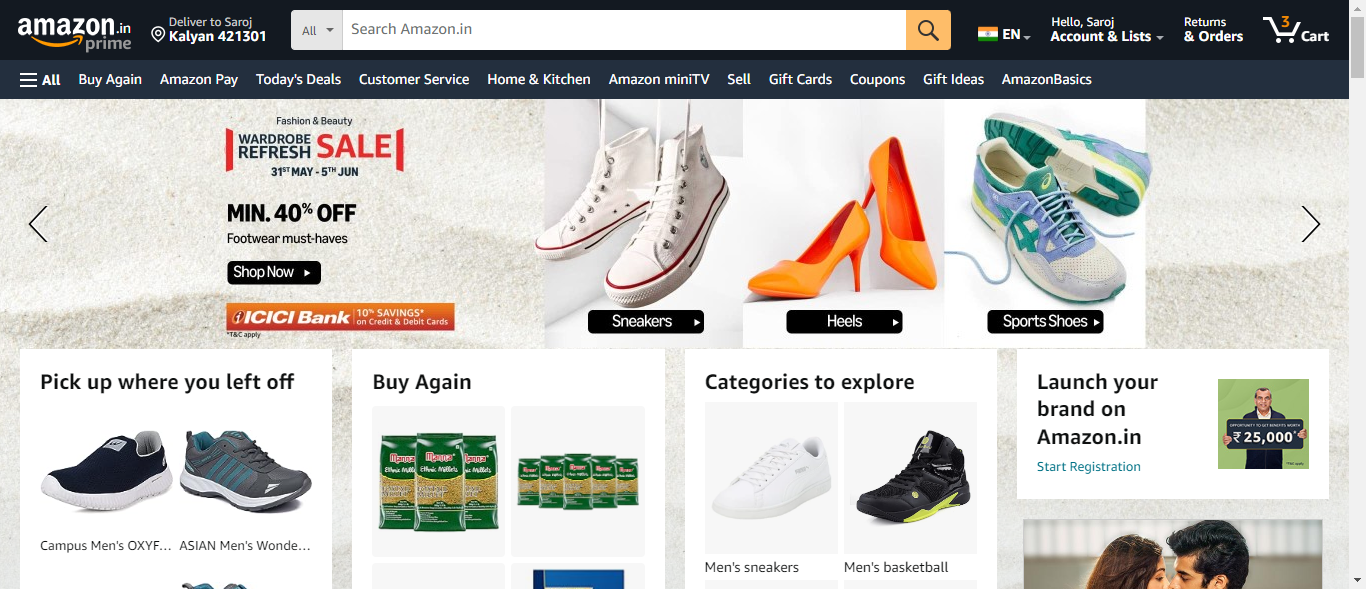 amazon.in
prime
Deliver to Saroj
Kalyan 421301
All
Search Amazon.in
EN
Hello, Saroj
Account & Lists
Returns
& Orders
3
Cart
All
Buy Again
Amazon Pay
Today's Deals
Customer Service
Home & Kitchen
Amazon miniTV
Sell
Gift Cards
Coupons
Gift Ideas
AmazonBasics
Fashion & Beauty
WARDROBE
REFRESH SALE
31ST MAY - 5TH JUN
MIN. 40% OFF
Footwear must-haves
Shop Now
ICICI Bank
10% SAVINGS*
on Credit & Debit Cards
*T&C apply
Sneakers
Heels
Sports Shoes
Pick up where you left off
Campus Men's OXYF...
ASIAN Men's Wonde...
Buy Again
Manna
Ethnic Millets
Categories to explore
Men's sneakers
Men's basketball
Launch your
brand on
Amazon.in
Start Registration
OPPORTUNITY TO GET BENEFITS WORTH
₹ 25,000*
*T&C apply